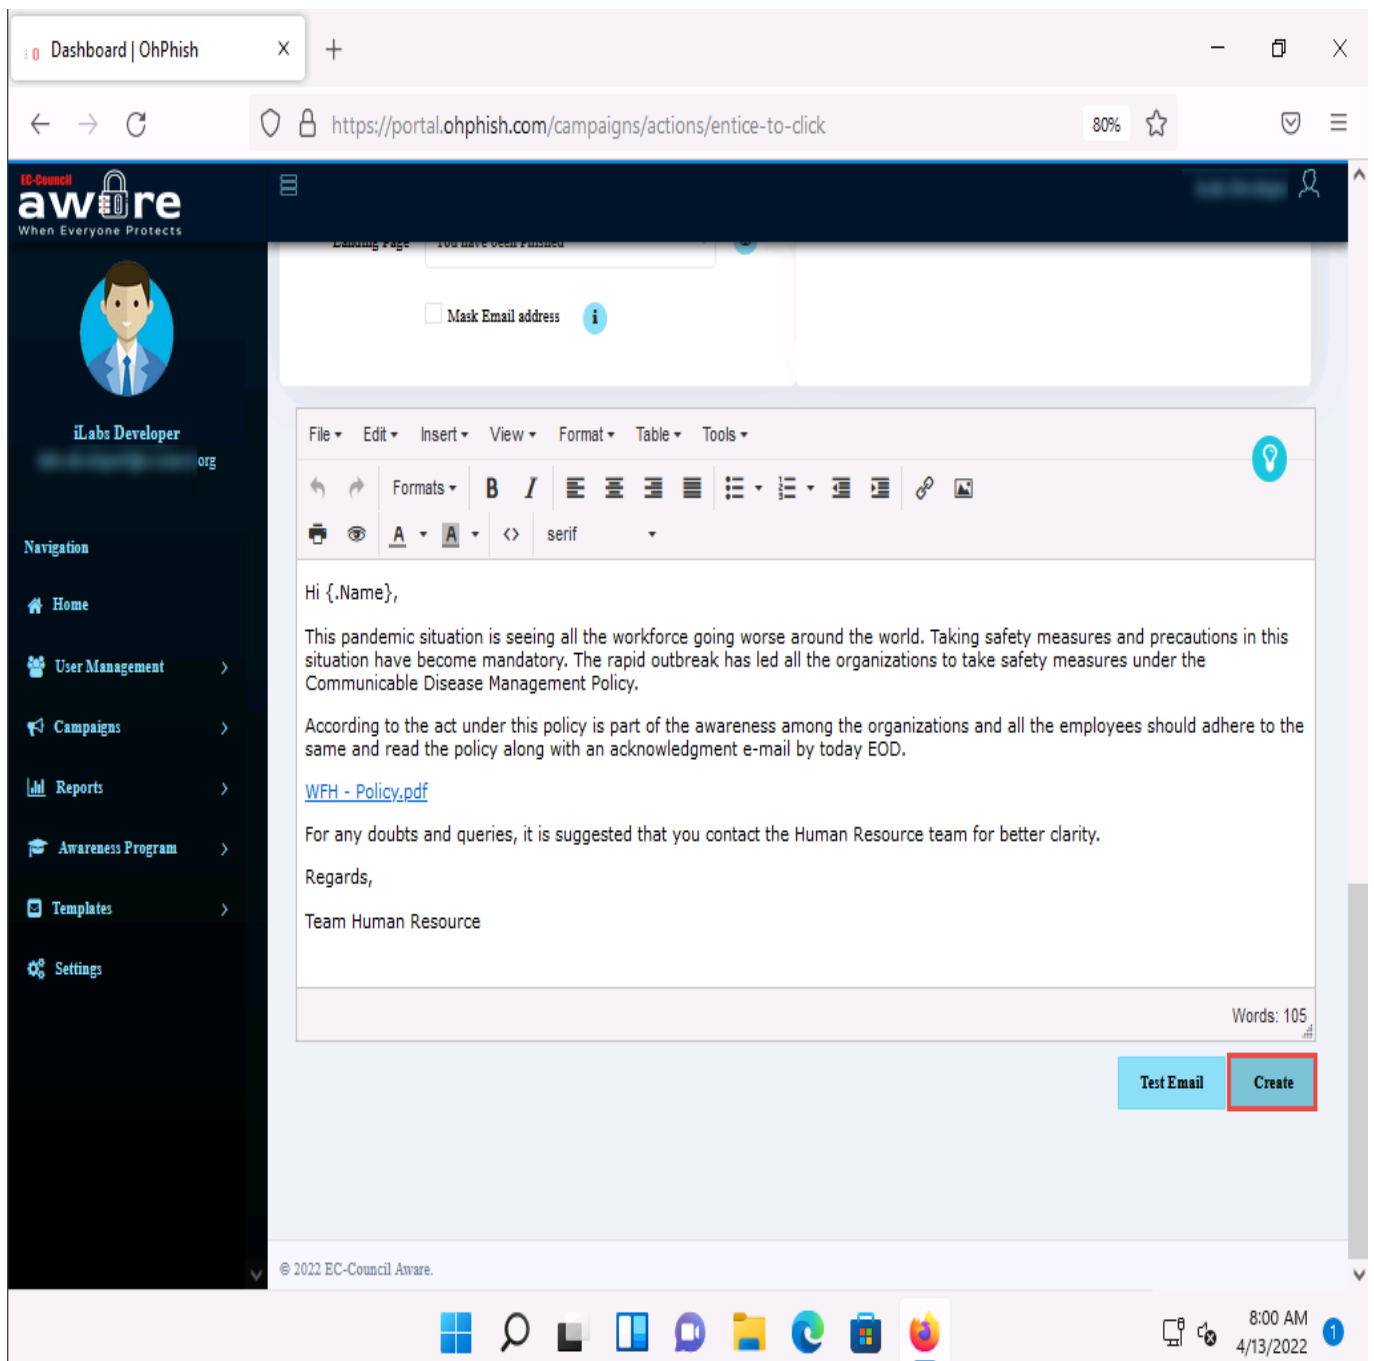 Dashboard | OhPhish
https://portal.ohphish.com/campaigns/actions/entice-to-click
80%
EC-Council
aware
When Everyone Protects
Landing Page
You have been Phished
Mask Email address
iLabs Developer
org
Navigation
Home
User Management
Campaigns
Reports
Awareness Program
Templates
Settings
File Edit Insert View Format Table Tools
Formats B I
A A <> serif
Hi {.Name},
This pandemic situation is seeing all the workforce going worse around the world. Taking safety measures and precautions in this
situation have become mandatory. The rapid outbreak has led all the organizations to take safety measures under the
Communicable Disease Management Policy.
According to the act under this policy is part of the awareness among the organizations and all the employees should adhere to the
same and read the policy along with an acknowledgment e-mail by today EOD.
WFH - Policy.pdf
For any doubts and queries, it is suggested that you contact the Human Resource team for better clarity.
Regards,
Team Human Resource
Words: 105
Test Email
Create
© 2022 EC-Council Aware.
8:00 AM
4/13/2022
1